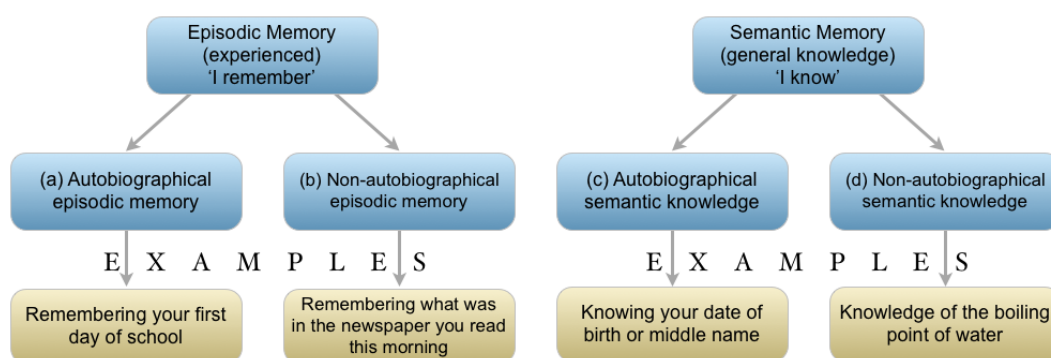 Episodic Memory
(experienced)
‘I remember’
Semantic Memory
(general knowledge)
‘I know’
(a) Autobiographical
episodic memory
(b) Non-autobiographical
episodic memory
(c) Autobiographical
semantic knowledge
(d) Non-autobiographical
semantic knowledge
E X A M P L E S
E X A M P L E S
Remembering your first
day of school
Remembering what was
in the newspaper you read
this morning
Knowing your date of
birth or middle name
Knowledge of the boiling
point of water